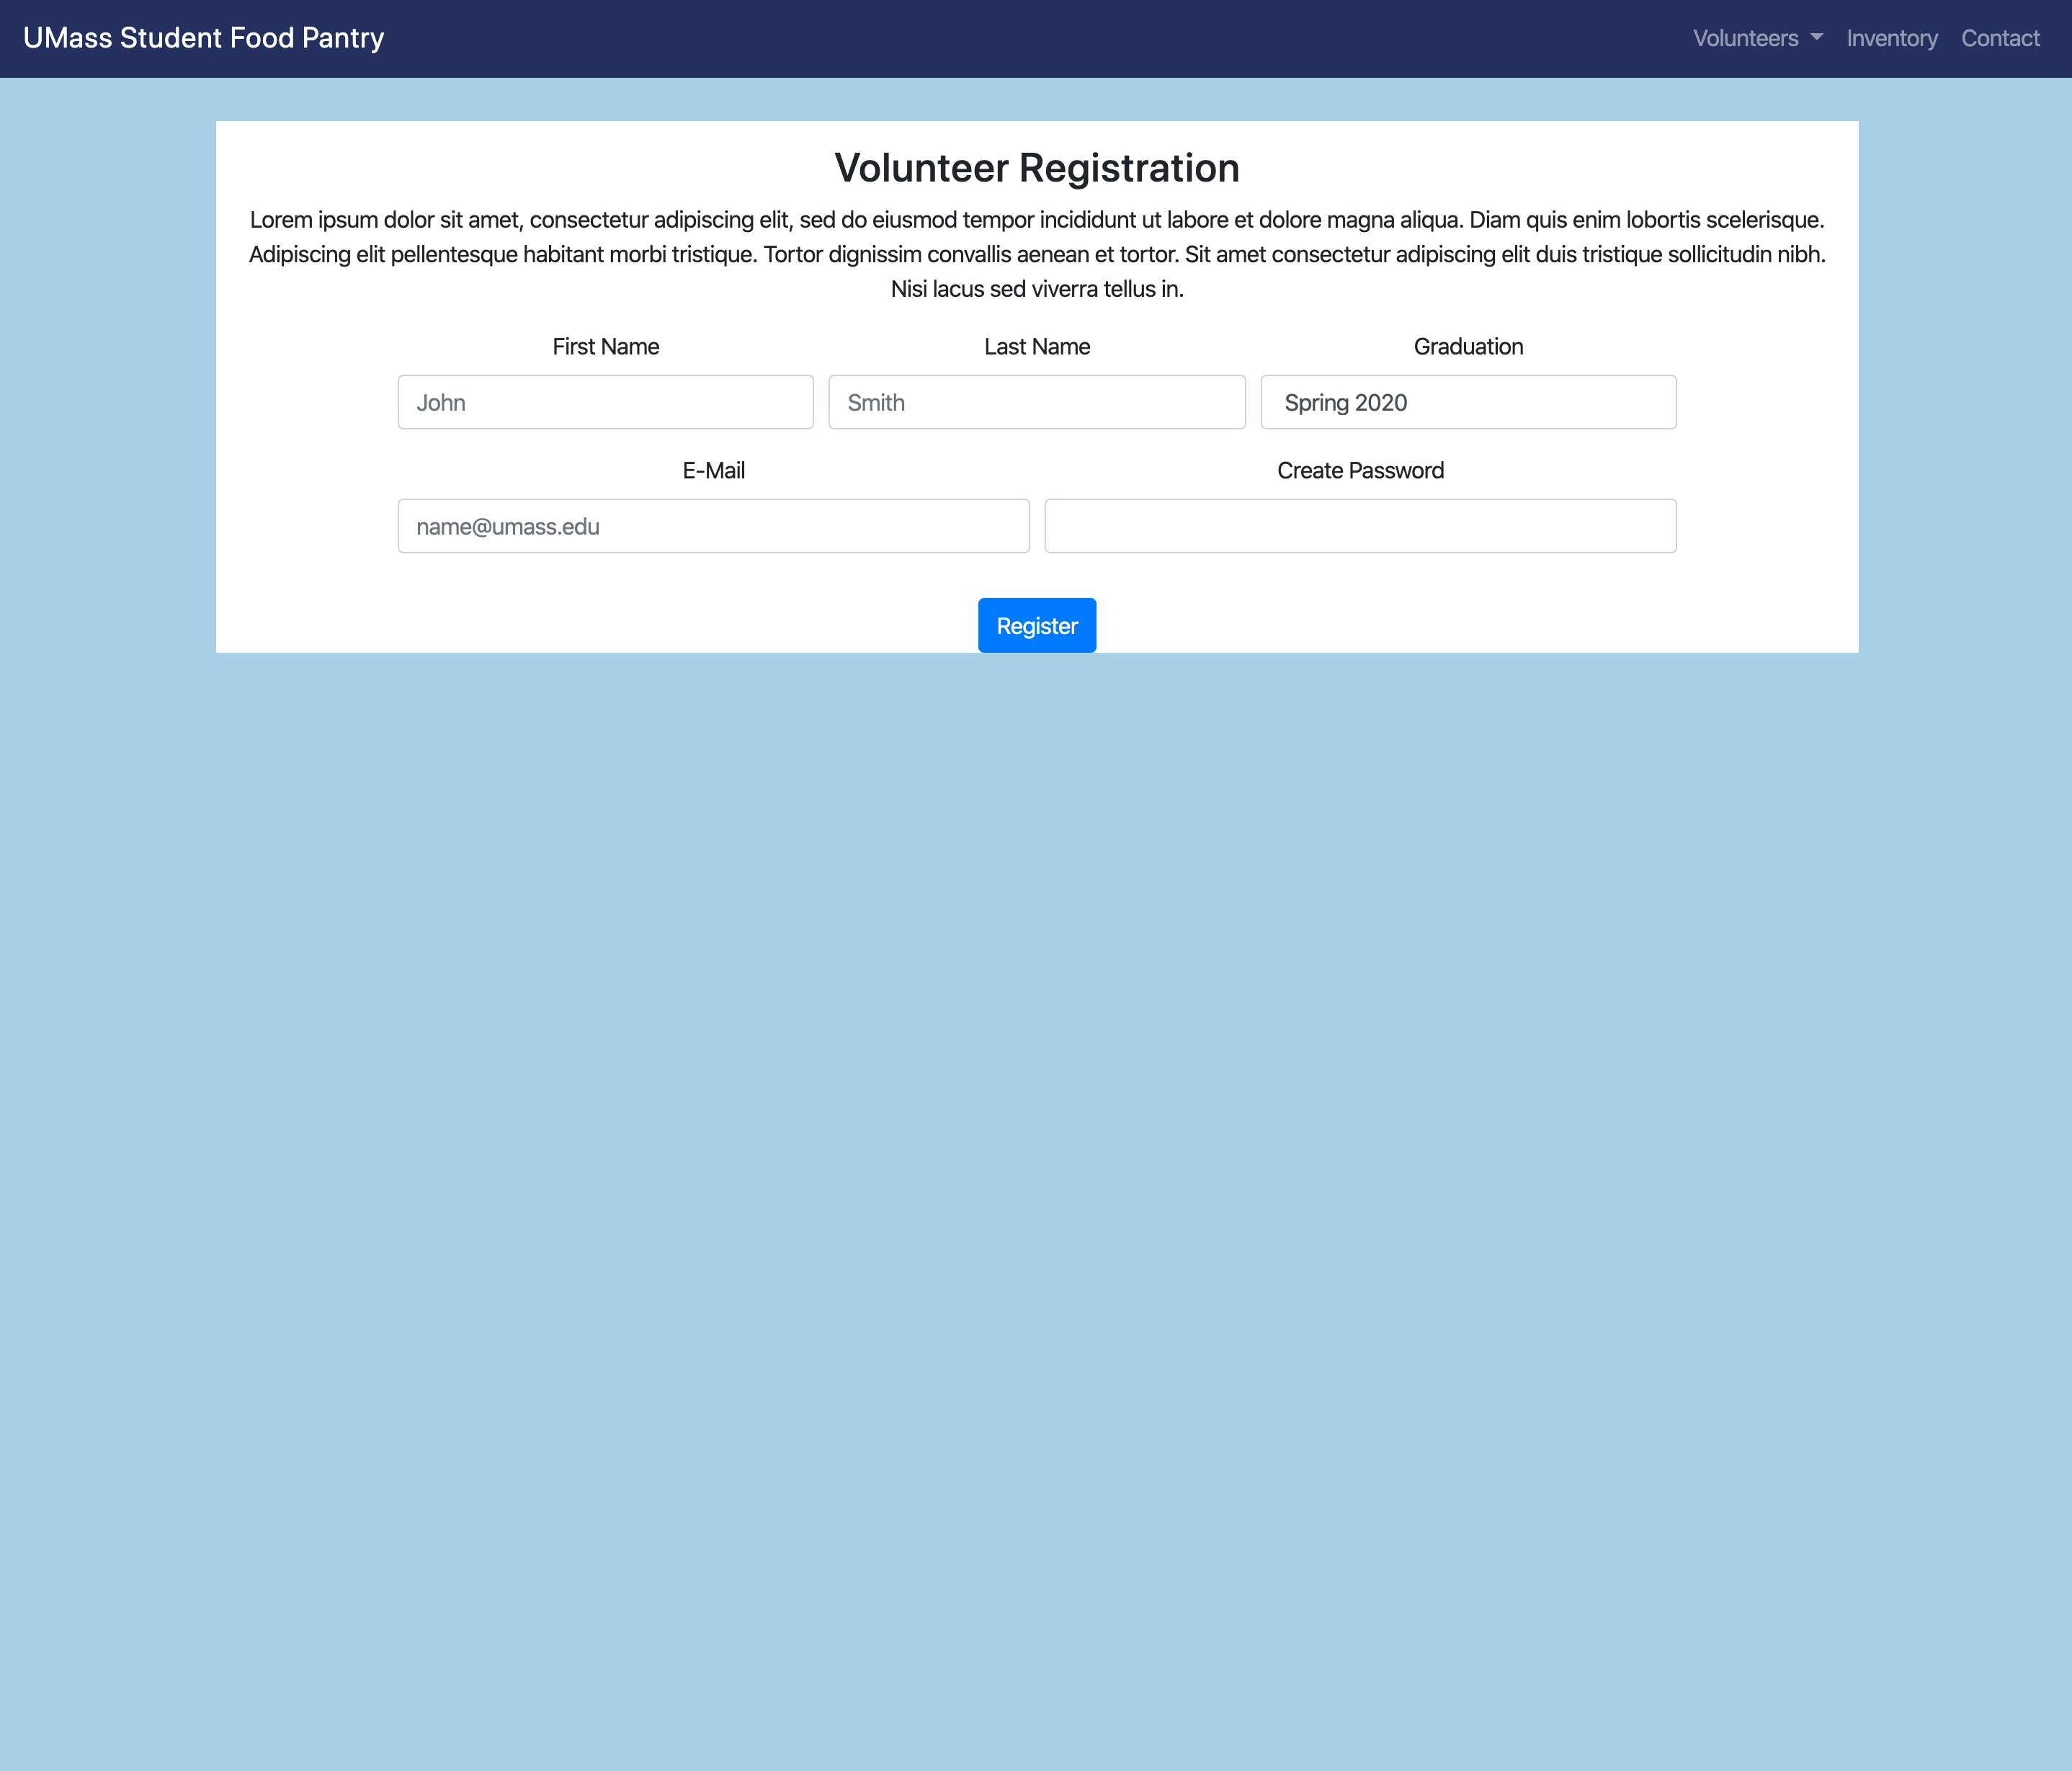 UMass Student Food Pantry
Volunteers Inventory Contact
Volunteer Registration
Lorem ipsum dolor sit amet, consectetur adipiscing elit, sed do eiusmod tempor incididunt ut labore et dolore magna aliqua. Diam quis enim lobortis scelerisque.
Adipiscing elit pellentesque habitant morbi tristique. Tortor dignissim convallis aenean et tortor. Sit amet consectetur adipiscing elit duis tristique sollicitudin nibh.
Nisi lacus sed viverra tellus in.
First Name Last Name Graduation
John Smith Spring 2020
E-Mail Create Password
name@umass.edu
Register